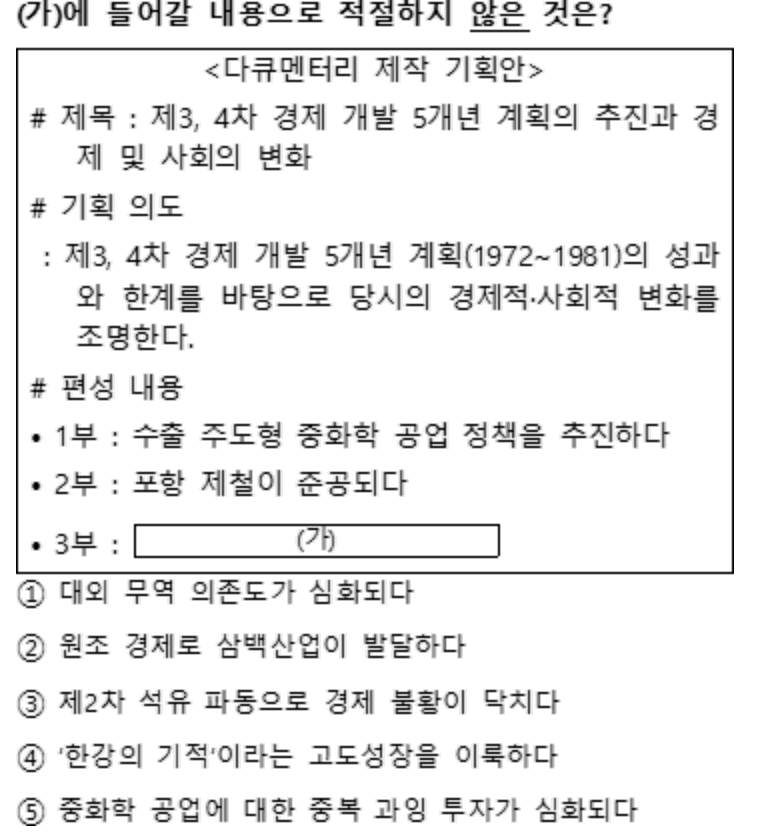 (가)에 들어갈 내용으로 적절하지 않은 것은?
<다큐멘터리 제작 기획안>
# 제목 : 제3, 4차 경제 개발 5개년 계획의 추진과 경
제 및 사회의 변화
# 기획 의도
: 제3, 4차 경제 개발 5개년 계획(1972~1981)의 성과
와 한계를 바탕으로 당시의 경제적·사회적 변화를
조명한다.
# 편성 내용
• 1부 : 수출 주도형 중화학 공업 정책을 추진하다
• 2부 : 포항 제철이 준공되다
• 3부 : (가)
① 대외 무역 의존도가 심화되다
② 원조 경제로 삼백산업이 발달하다
③ 제2차 석유 파동으로 경제 불황이 닥치다
④ '한강의 기적'이라는 고도성장을 이룩하다
⑤ 중화학 공업에 대한 중복 과잉 투자가 심화되다